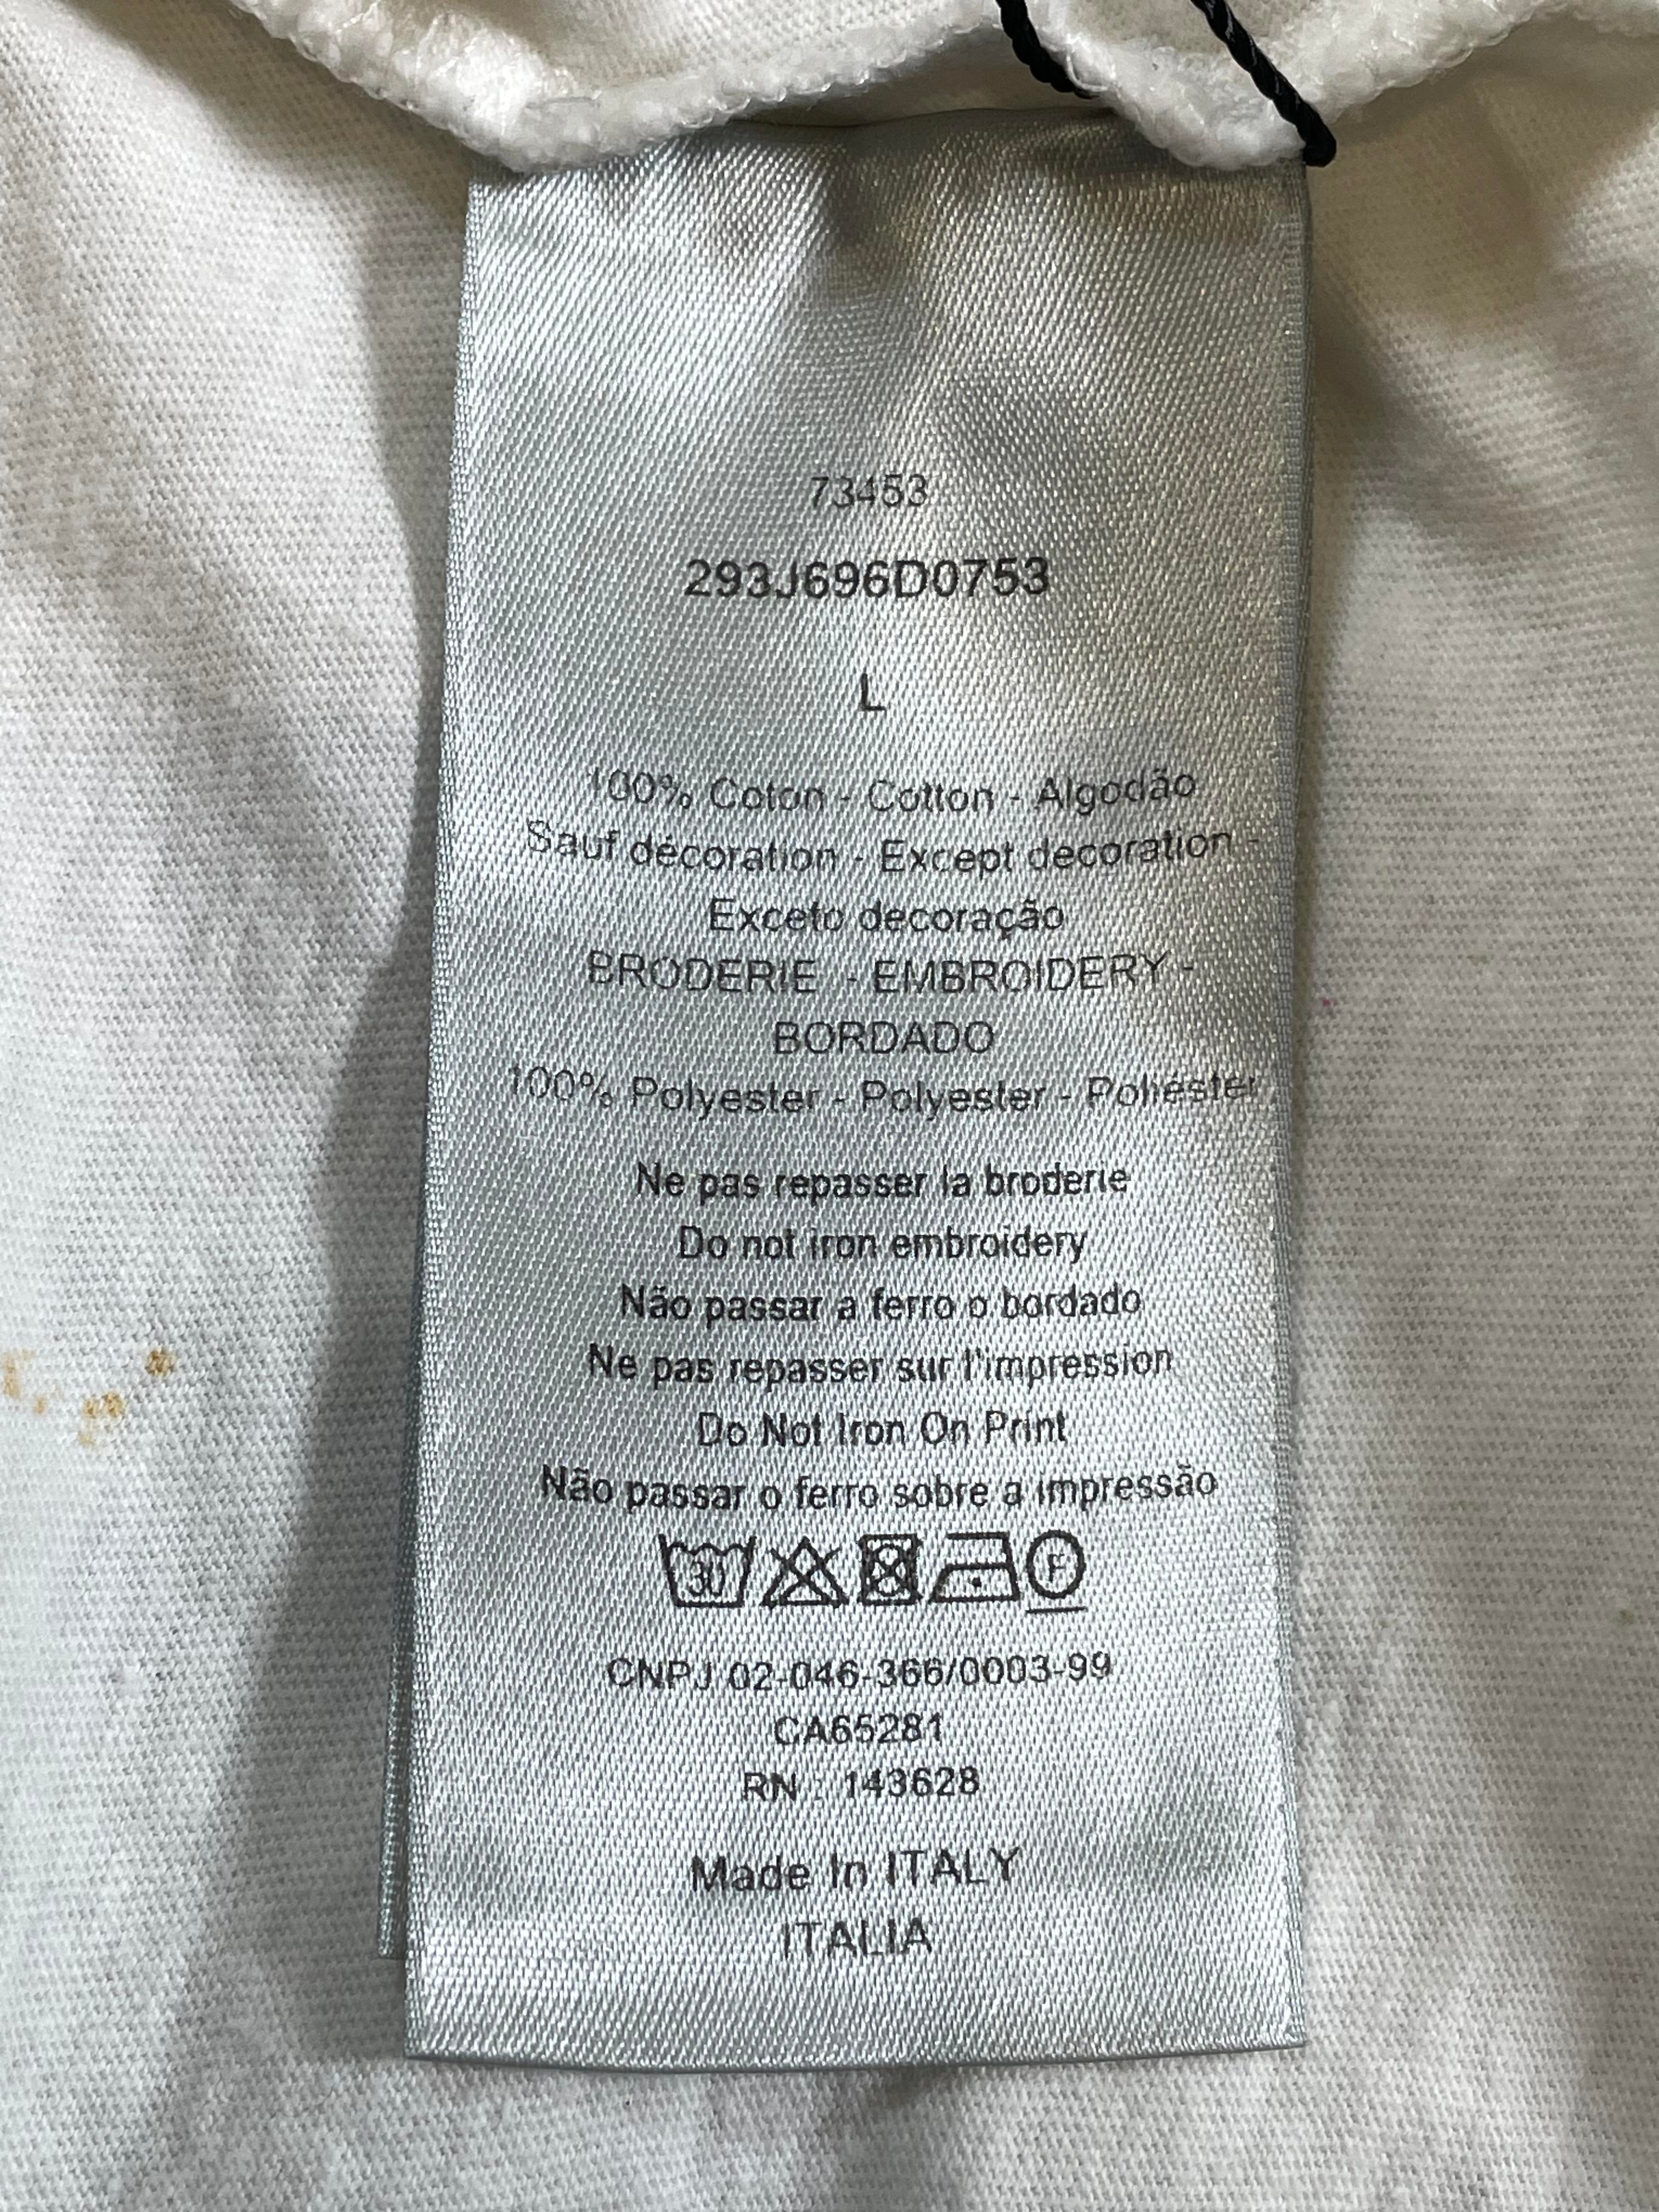 73453
293J696D0753
L
100% Coton - Cotton - Algodão
Sauf décoration - Except decoration -
Exceto decoração
BRODERIE - EMBROIDERY -
BORDADO
100% Polyester - Polyester - Poliéster
Ne pas repasser la broderie
Do not iron embroidery
Não passar a ferro o bordado
Ne pas repasser sur l'impression
Do Not Iron On Print
Não passar o ferro sobre a impressão
30 F
CNPJ 02-046-366/0003-99
CA65281
RN : 143628
Made In ITALY
ITALIA